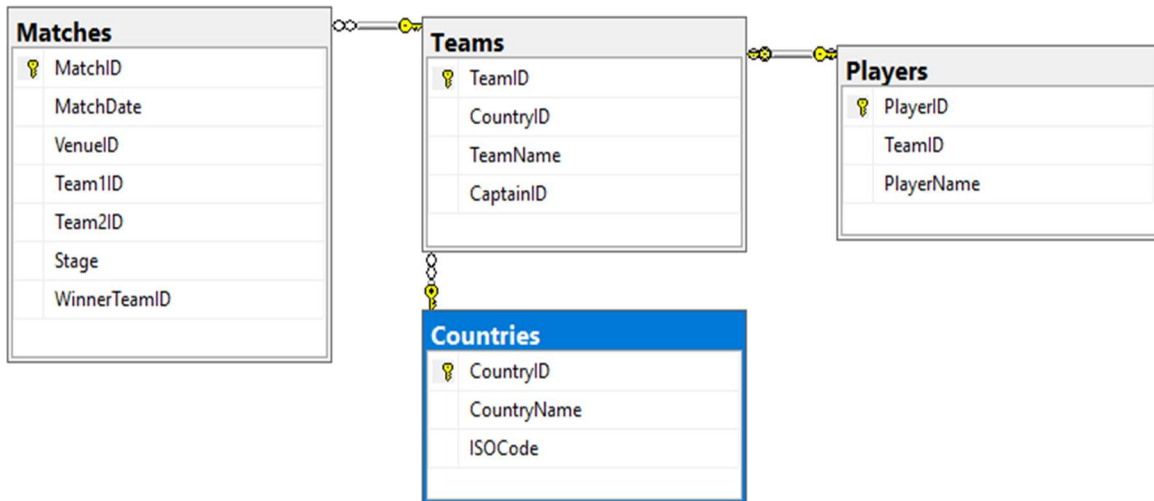 Matches
MatchID
MatchDate
VenueID
Team1ID
Team2ID
Stage
WinnerTeamID
Teams
TeamID
CountryID
TeamName
CaptainID
Players
PlayerID
TeamID
PlayerName
Countries
CountryID
CountryName
ISOCode